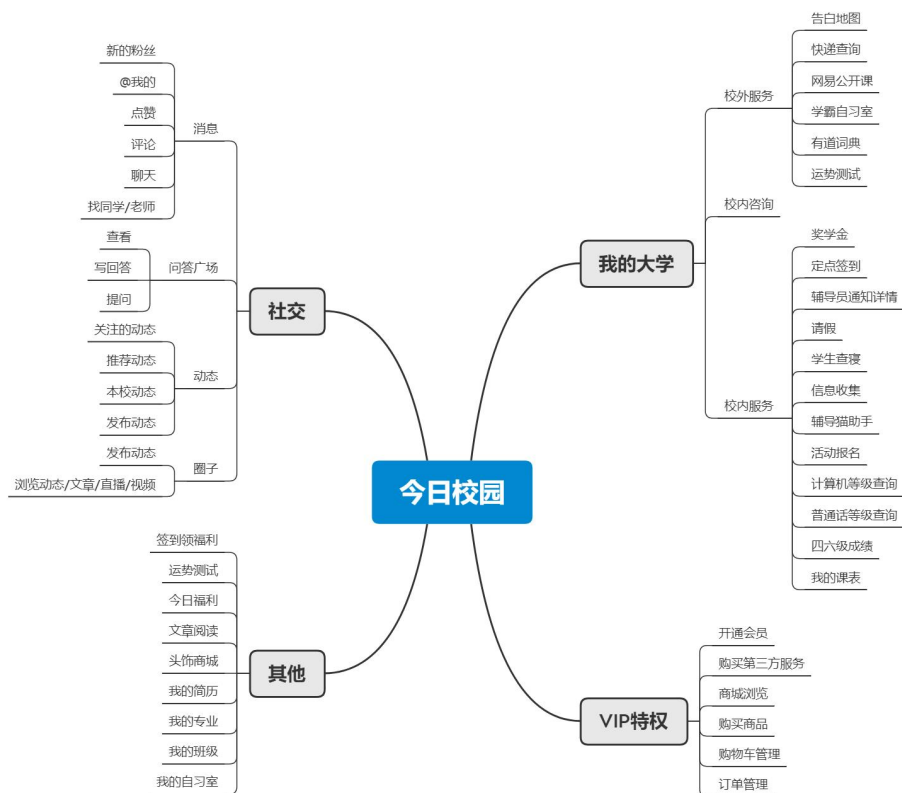 今日校园
社交
消息
新的粉丝
@我的
点赞
评论
聊天
找同学/老师
问答广场
查看
写回答
提问
动态
关注的动态
推荐动态
本校动态
发布动态
圈子
发布动态
浏览动态/文章/直播/视频
其他
签到领福利
运势测试
今日福利
文章阅读
头饰商城
我的简历
我的专业
我的班级
我的自习室
我的大学
校外服务
告白地图
快递查询
网易公开课
学霸自习室
有道词典
运势测试
校内咨询
校内服务
奖学金
定点签到
辅导员通知详情
请假
学生查寝
信息收集
辅导猫助手
活动报名
计算机等级查询
普通话等级查询
四六级成绩
我的课表
VIP特权
开通会员
购买第三方服务
商城浏览
购买商品
购物车管理
订单管理